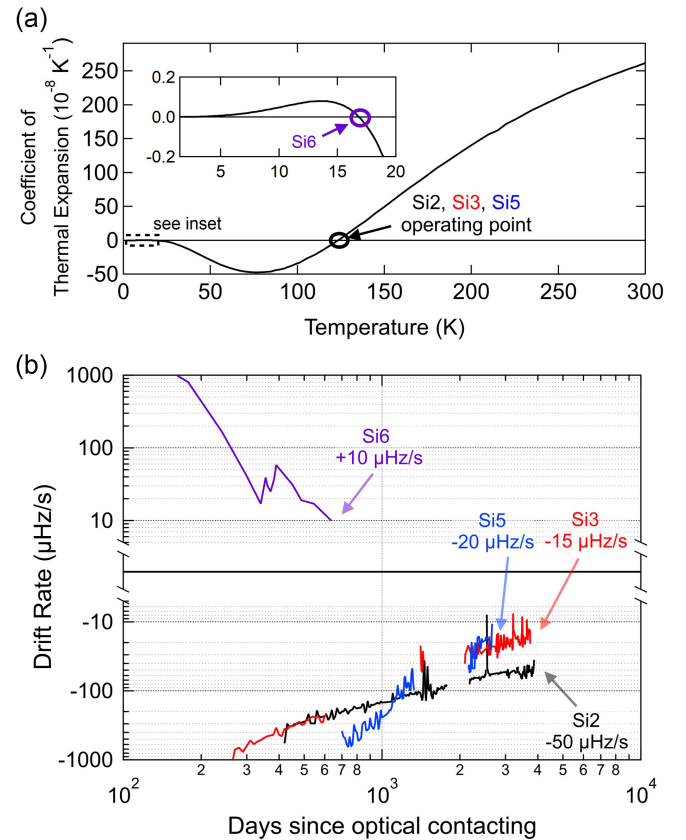 (a)
Coefficient of
Thermal Expansion (10⁻⁸ K⁻¹)
250
200
150
100
50
0
-50
0.2
0.0
-0.2
Si6
5
10
15
20
see inset
Si2, Si3, Si5
operating point
0
50
100
150
200
250
300
Temperature (K)
(b)
Drift Rate (μHz/s)
1000
100
10
-10
-100
-1000
Si6
+10 μHz/s
Si5
-20 μHz/s
Si3
-15 μHz/s
Si2
-50 μHz/s
10²
2
3
4
5
6
7
8
10³
2
3
4
5
6
7
8
10⁴
Days since optical contacting